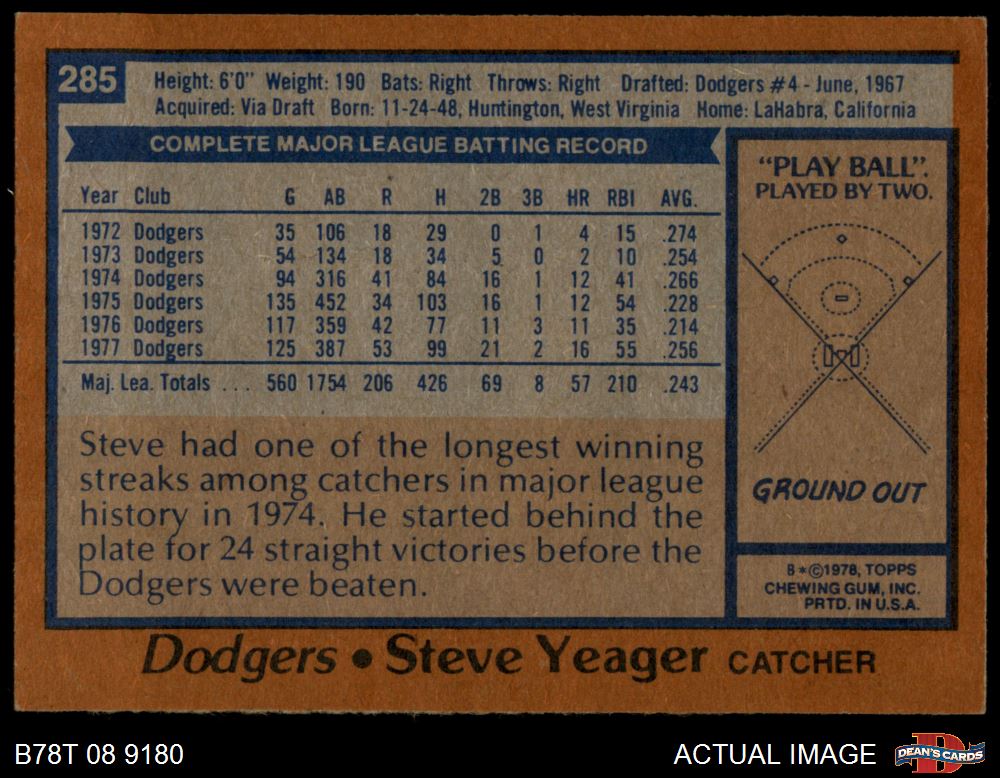 285
Height: 6'0" Weight: 190 Bats: Right Throws: Right Drafted: Dodgers #4 - June, 1967
Acquired: Via Draft Born: 11-24-48, Huntington, West Virginia Home: LaHabra, California
COMPLETE MAJOR LEAGUE BATTING RECORD
Year Club G AB R H 2B 3B HR RBI AVG.
1972 Dodgers 35 106 18 29 0 1 4 15 .274
1973 Dodgers 54 134 18 34 5 0 2 10 .254
1974 Dodgers 94 316 41 84 16 1 12 41 .266
1975 Dodgers 135 452 34 103 16 1 12 54 .228
1976 Dodgers 117 359 42 77 11 3 11 35 .214
1977 Dodgers 125 387 53 99 21 2 16 55 .256
Maj. Lea. Totals ... 560 1754 206 426 69 8 57 210 .243
Steve had one of the longest winning
streaks among catchers in major league
history in 1974. He started behind the
plate for 24 straight victories before the
Dodgers were beaten.
"PLAY BALL".
PLAYED BY TWO.
GROUND OUT
B*©1978, TOPPS
CHEWING GUM, INC.
PRTD. IN U.S.A.
Dodgers • Steve Yeager CATCHER
B78T 08 9180
ACTUAL IMAGE
DEAN'S CARDS